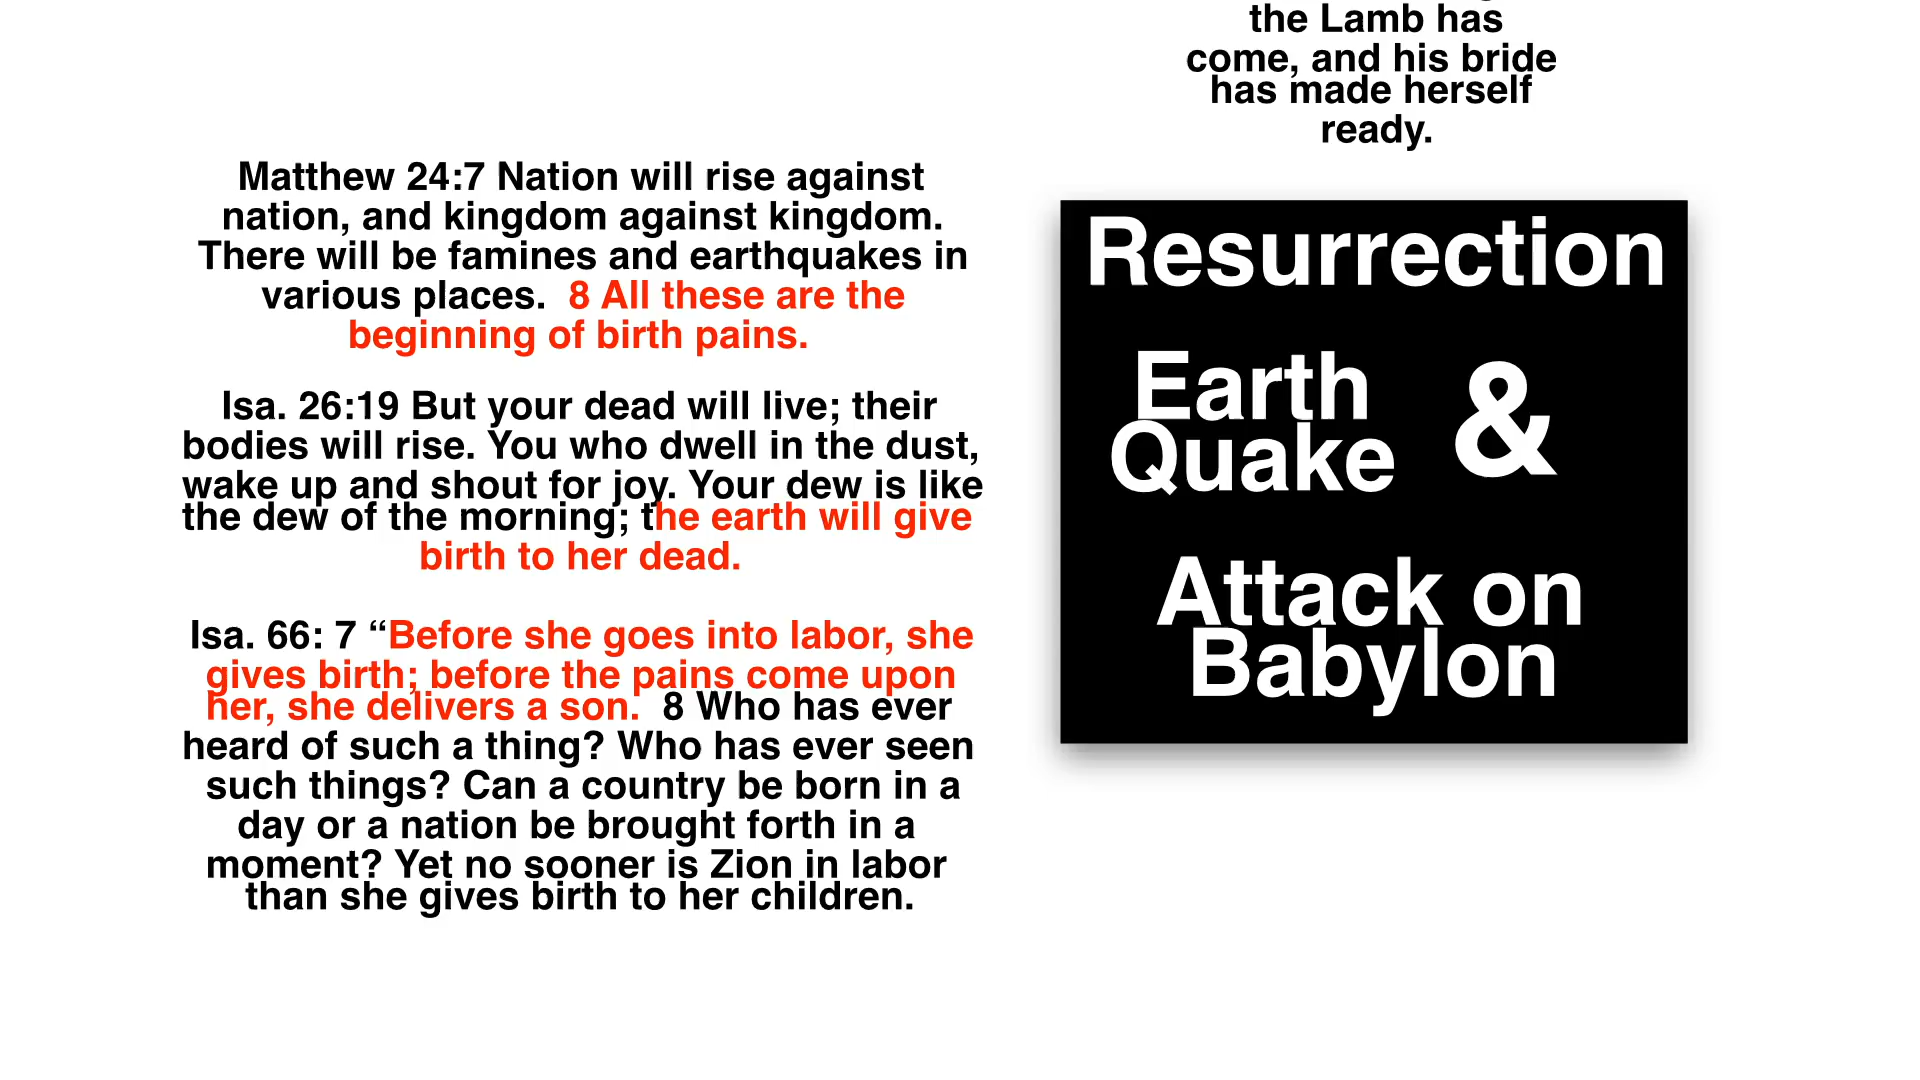 the Lamb has
come, and his bride
has made herself
ready.
Matthew 24:7 Nation will rise against
nation, and kingdom against kingdom.
There will be famines and earthquakes in
various places.  8 All these are the
beginning of birth pains.
Isa. 26:19 But your dead will live; their
bodies will rise. You who dwell in the dust,
wake up and shout for joy. Your dew is like
the dew of the morning; the earth will give
birth to her dead.
Isa. 66: 7 “Before she goes into labor, she
gives birth; before the pains come upon
her, she delivers a son.  8 Who has ever
heard of such a thing? Who has ever seen
such things? Can a country be born in a
day or a nation be brought forth in a
moment? Yet no sooner is Zion in labor
than she gives birth to her children.
Resurrection
Earth
Quake
&
Attack on
Babylon